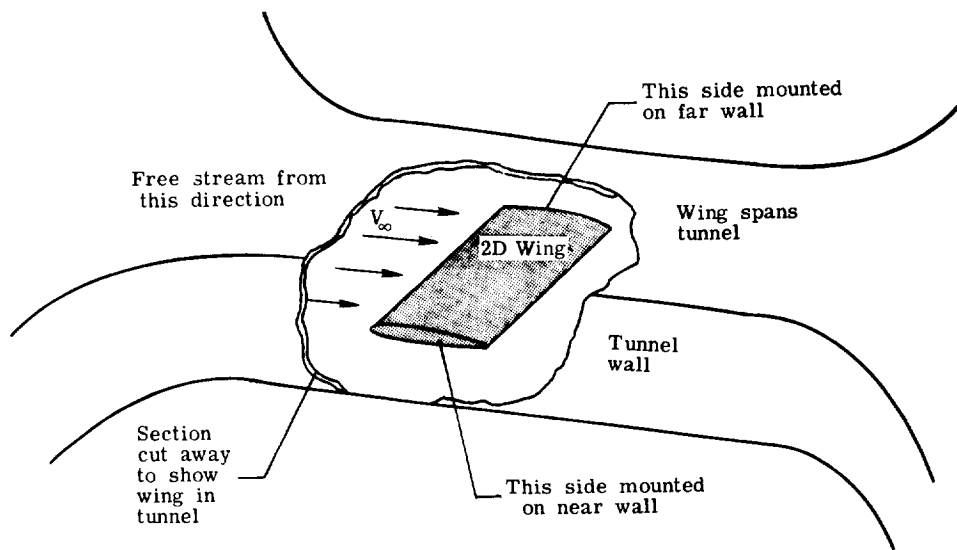 This side mounted
on far wall
Free stream from
this direction
V∞
Wing spans
tunnel
2D Wing
Tunnel
wall
Section
cut away
to show
wing in
tunnel
This side mounted
on near wall